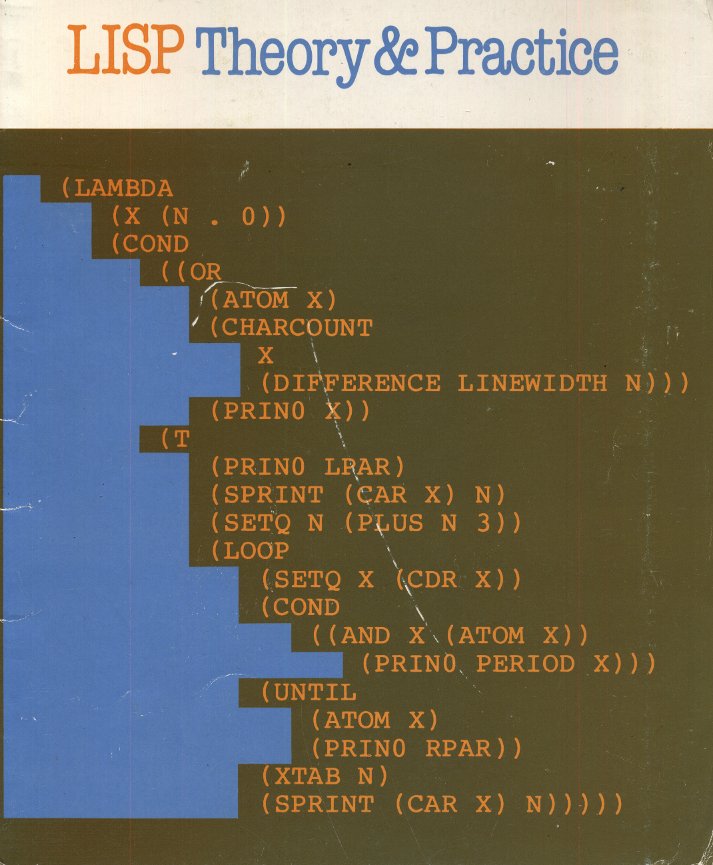 LISP Theory & Practice
(LAMBDA
(X (N . 0))
(COND
((OR
(ATOM X)
(CHARCOUNT
X
(DIFFERENCE LINEWIDTH N)))
(PRIN0 X))
(T
(PRIN0 LPAR)
(SPRINT (CAR X) N)
(SETQ N (PLUS N 3))
(LOOP
(SETQ X (CDR X))
(COND
((AND X (ATOM X))
(PRIN0 PERIOD X)))
(UNTIL
(ATOM X)
(PRIN0 RPAR))
(XTAB N)
(SPRINT (CAR X) N)))))